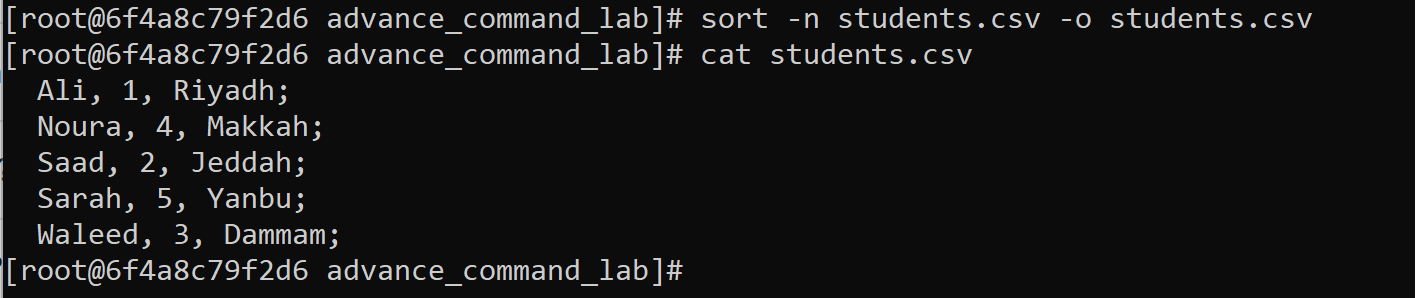 [root@6f4a8c79f2d6 advance_command_lab]# sort -n students.csv -o students.csv
[root@6f4a8c79f2d6 advance_command_lab]# cat students.csv
  Ali, 1, Riyadh;
  Noura, 4, Makkah;
  Saad, 2, Jeddah;
  Sarah, 5, Yanbu;
  Waleed, 3, Dammam;
[root@6f4a8c79f2d6 advance_command_lab]#